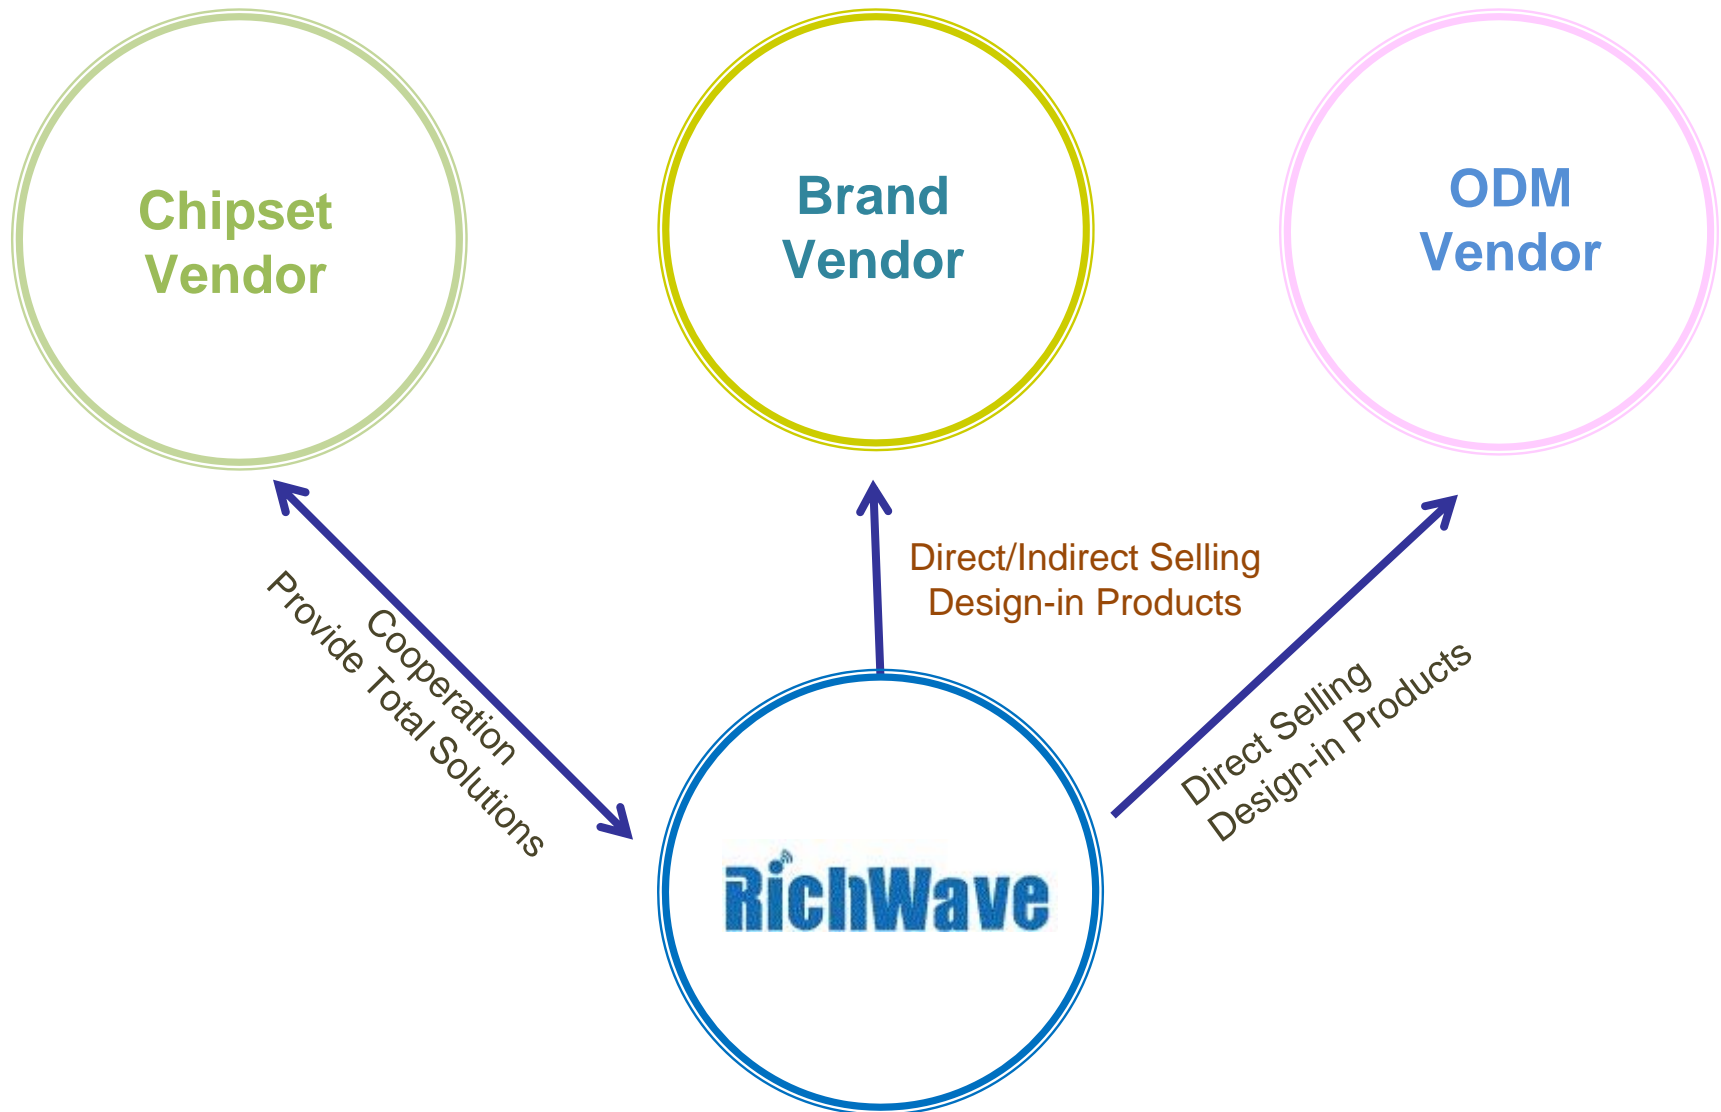 Chipset
Vendor
Brand
Vendor
ODM
Vendor
Cooperation
Provide Total Solutions
Direct/Indirect Selling
Design-in Products
Direct Selling
Design-in Products
RichWave